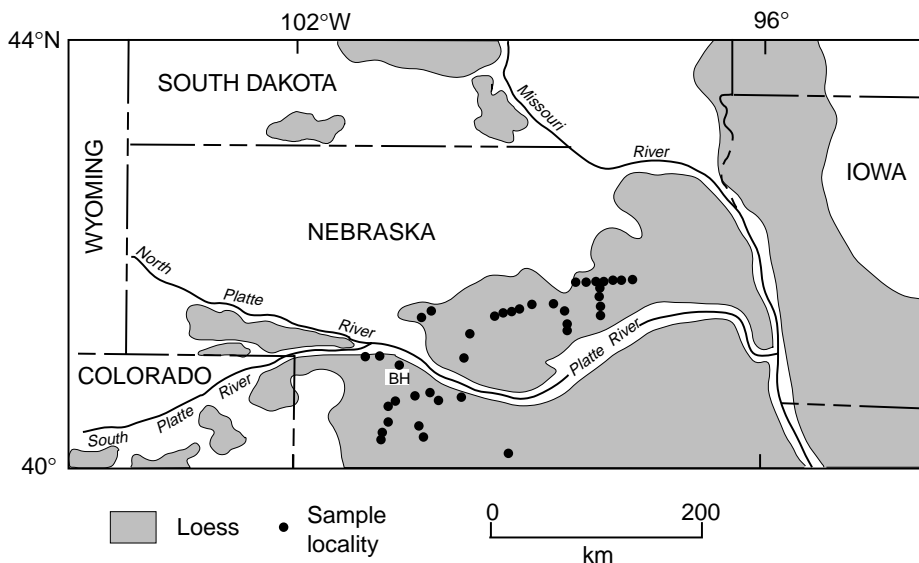 102°W
96°
44°N
SOUTH DAKOTA
Missouri
River
WYOMING
IOWA
NEBRASKA
North
Platte
River
Platte River
COLORADO
BH
South
Platte
River
40°
Loess
Sample
locality
0
200
km